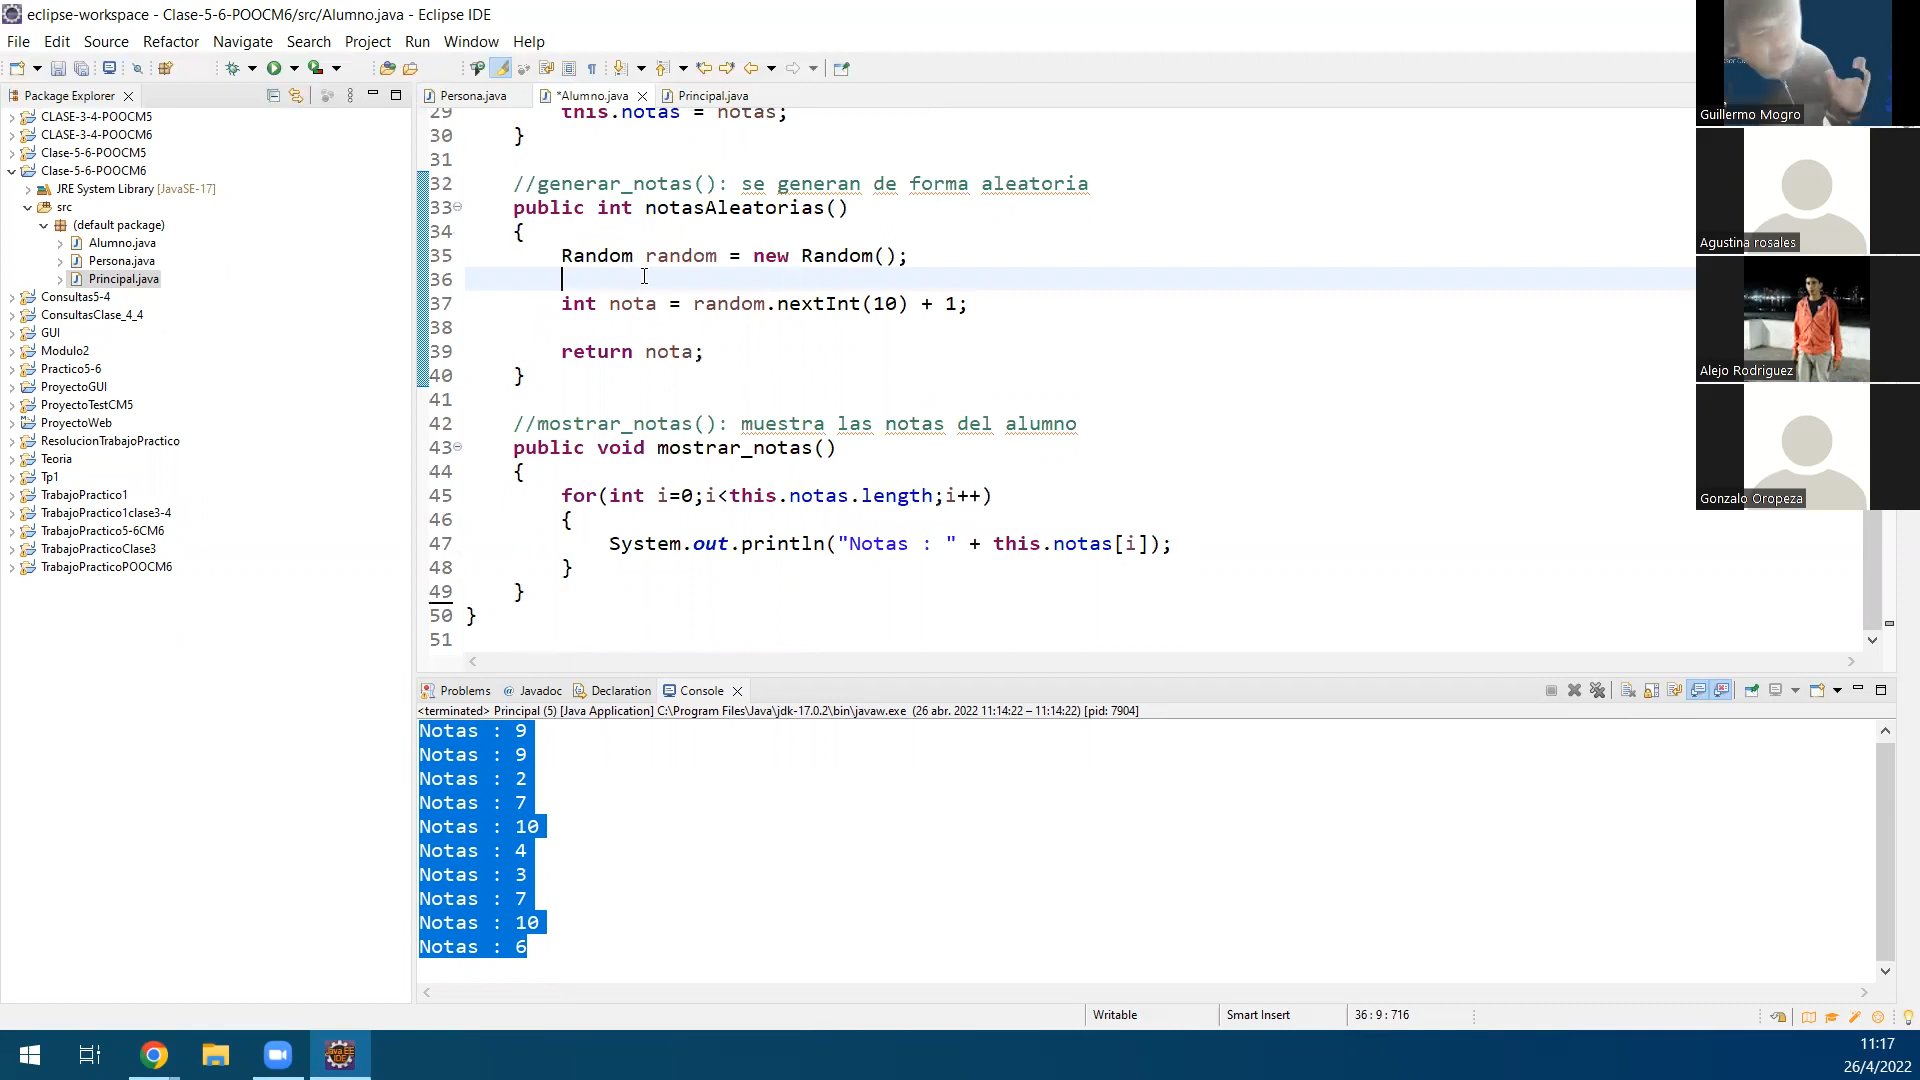 eclipse-workspace - Clase-5-6-POOCM6/src/Alumno.java - Eclipse IDE
File Edit Source Refactor Navigate Search Project Run Window Help
Package Explorer
CLASE-3-4-POOCM5
CLASE-3-4-POOCM6
Clase-5-6-POOCM5
Clase-5-6-POOCM6
JRE System Library [JavaSE-17]
src
(default package)
Alumno.java
Persona.java
Principal.java
Consultas5-4
ConsultasClase_4_4
GUI
Modulo2
Practico5-6
ProyectoGUI
ProyectoTestCM5
ProyectoWeb
ResolucionTrabajoPractico
Teoria
Tp1
TrabajoPractico1
TrabajoPractico1clase3-4
TrabajoPractico5-6CM6
TrabajoPracticoClase3
TrabajoPracticoPOOCM6
Persona.java *Alumno.java Principal.java
29 this.notas = notas;
30 }
31
32 //generar_notas(): se generan de forma aleatoria
33 public int notasAleatorias()
34 {
35 Random random = new Random();
36
37 int nota = random.nextInt(10) + 1;
38
39 return nota;
40 }
41
42 //mostrar_notas(): muestra las notas del alumno
43 public void mostrar_notas()
44 {
45 for(int i=0;i<this.notas.length;i++)
46 {
47 System.out.println("Notas : " + this.notas[i]);
48 }
49 }
50 }
51
Problems Javadoc Declaration Console
<terminated> Principal (5) [Java Application] C:\Program Files\Java\jdk-17.0.2\bin\javaw.exe (26 abr. 2022 11:14:22 – 11:14:22) [pid: 7904]
Notas : 9
Notas : 9
Notas : 2
Notas : 7
Notas : 10
Notas : 4
Notas : 3
Notas : 7
Notas : 10
Notas : 6
Writable Smart Insert 36 : 9 : 716
Guillermo Mogro
Agustina rosales
Alejo Rodriguez
Gonzalo Oropeza
Java EE
IDE
11:17
26/4/2022